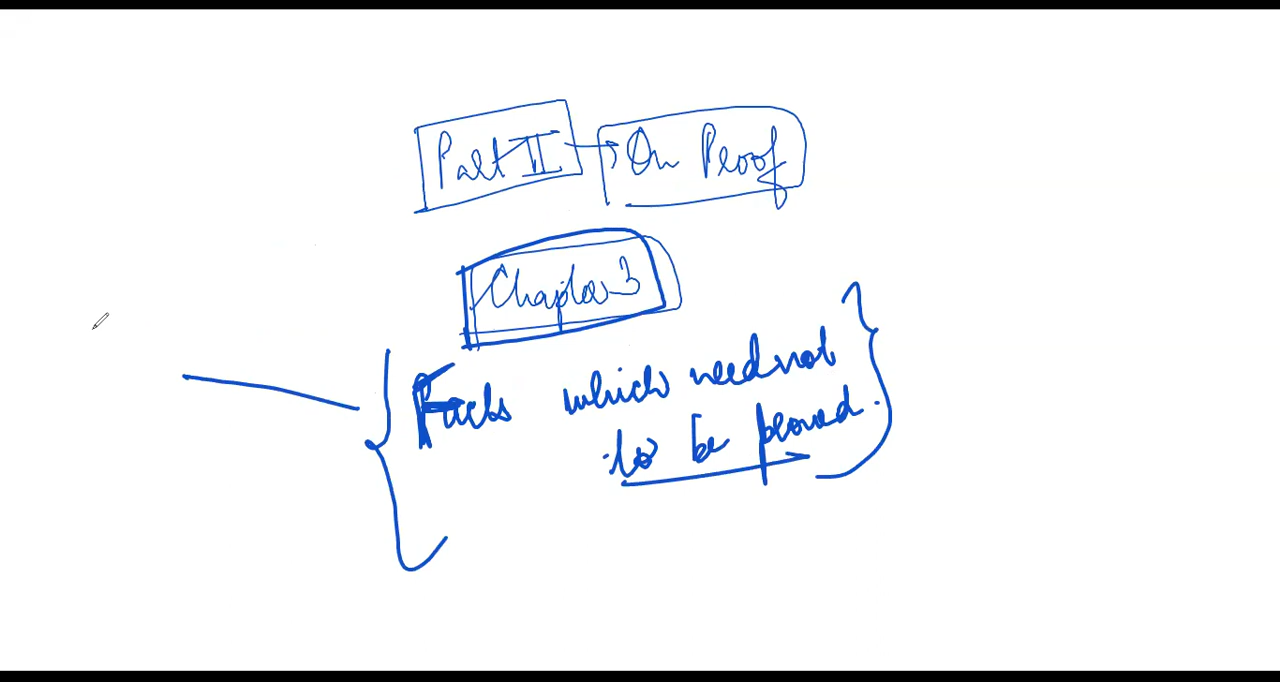 Part II → On Proof
Chapter 3
Facts which need not
to be proved.